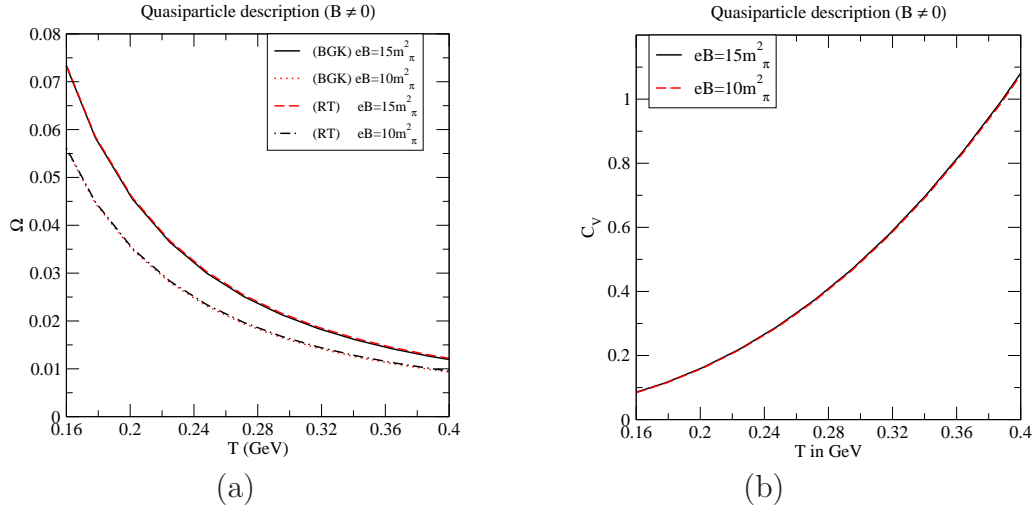 Quasiparticle description (B ≠ 0)
(BGK) eB=15m²π
(BGK) eB=10m²π
(RT) eB=15m²π
(RT) eB=10m²π
0.08
0.07
0.06
0.05
0.04
0.03
0.02
0.01
0
Ω
0.16 0.2 0.24 0.28 0.32 0.36 0.4
T (GeV)
(a)
Quasiparticle description (B ≠ 0)
eB=15m²π
eB=10m²π
1
0.8
0.6
0.4
0.2
0
C_V
0.16 0.2 0.24 0.28 0.32 0.36 0.4
T in GeV
(b)